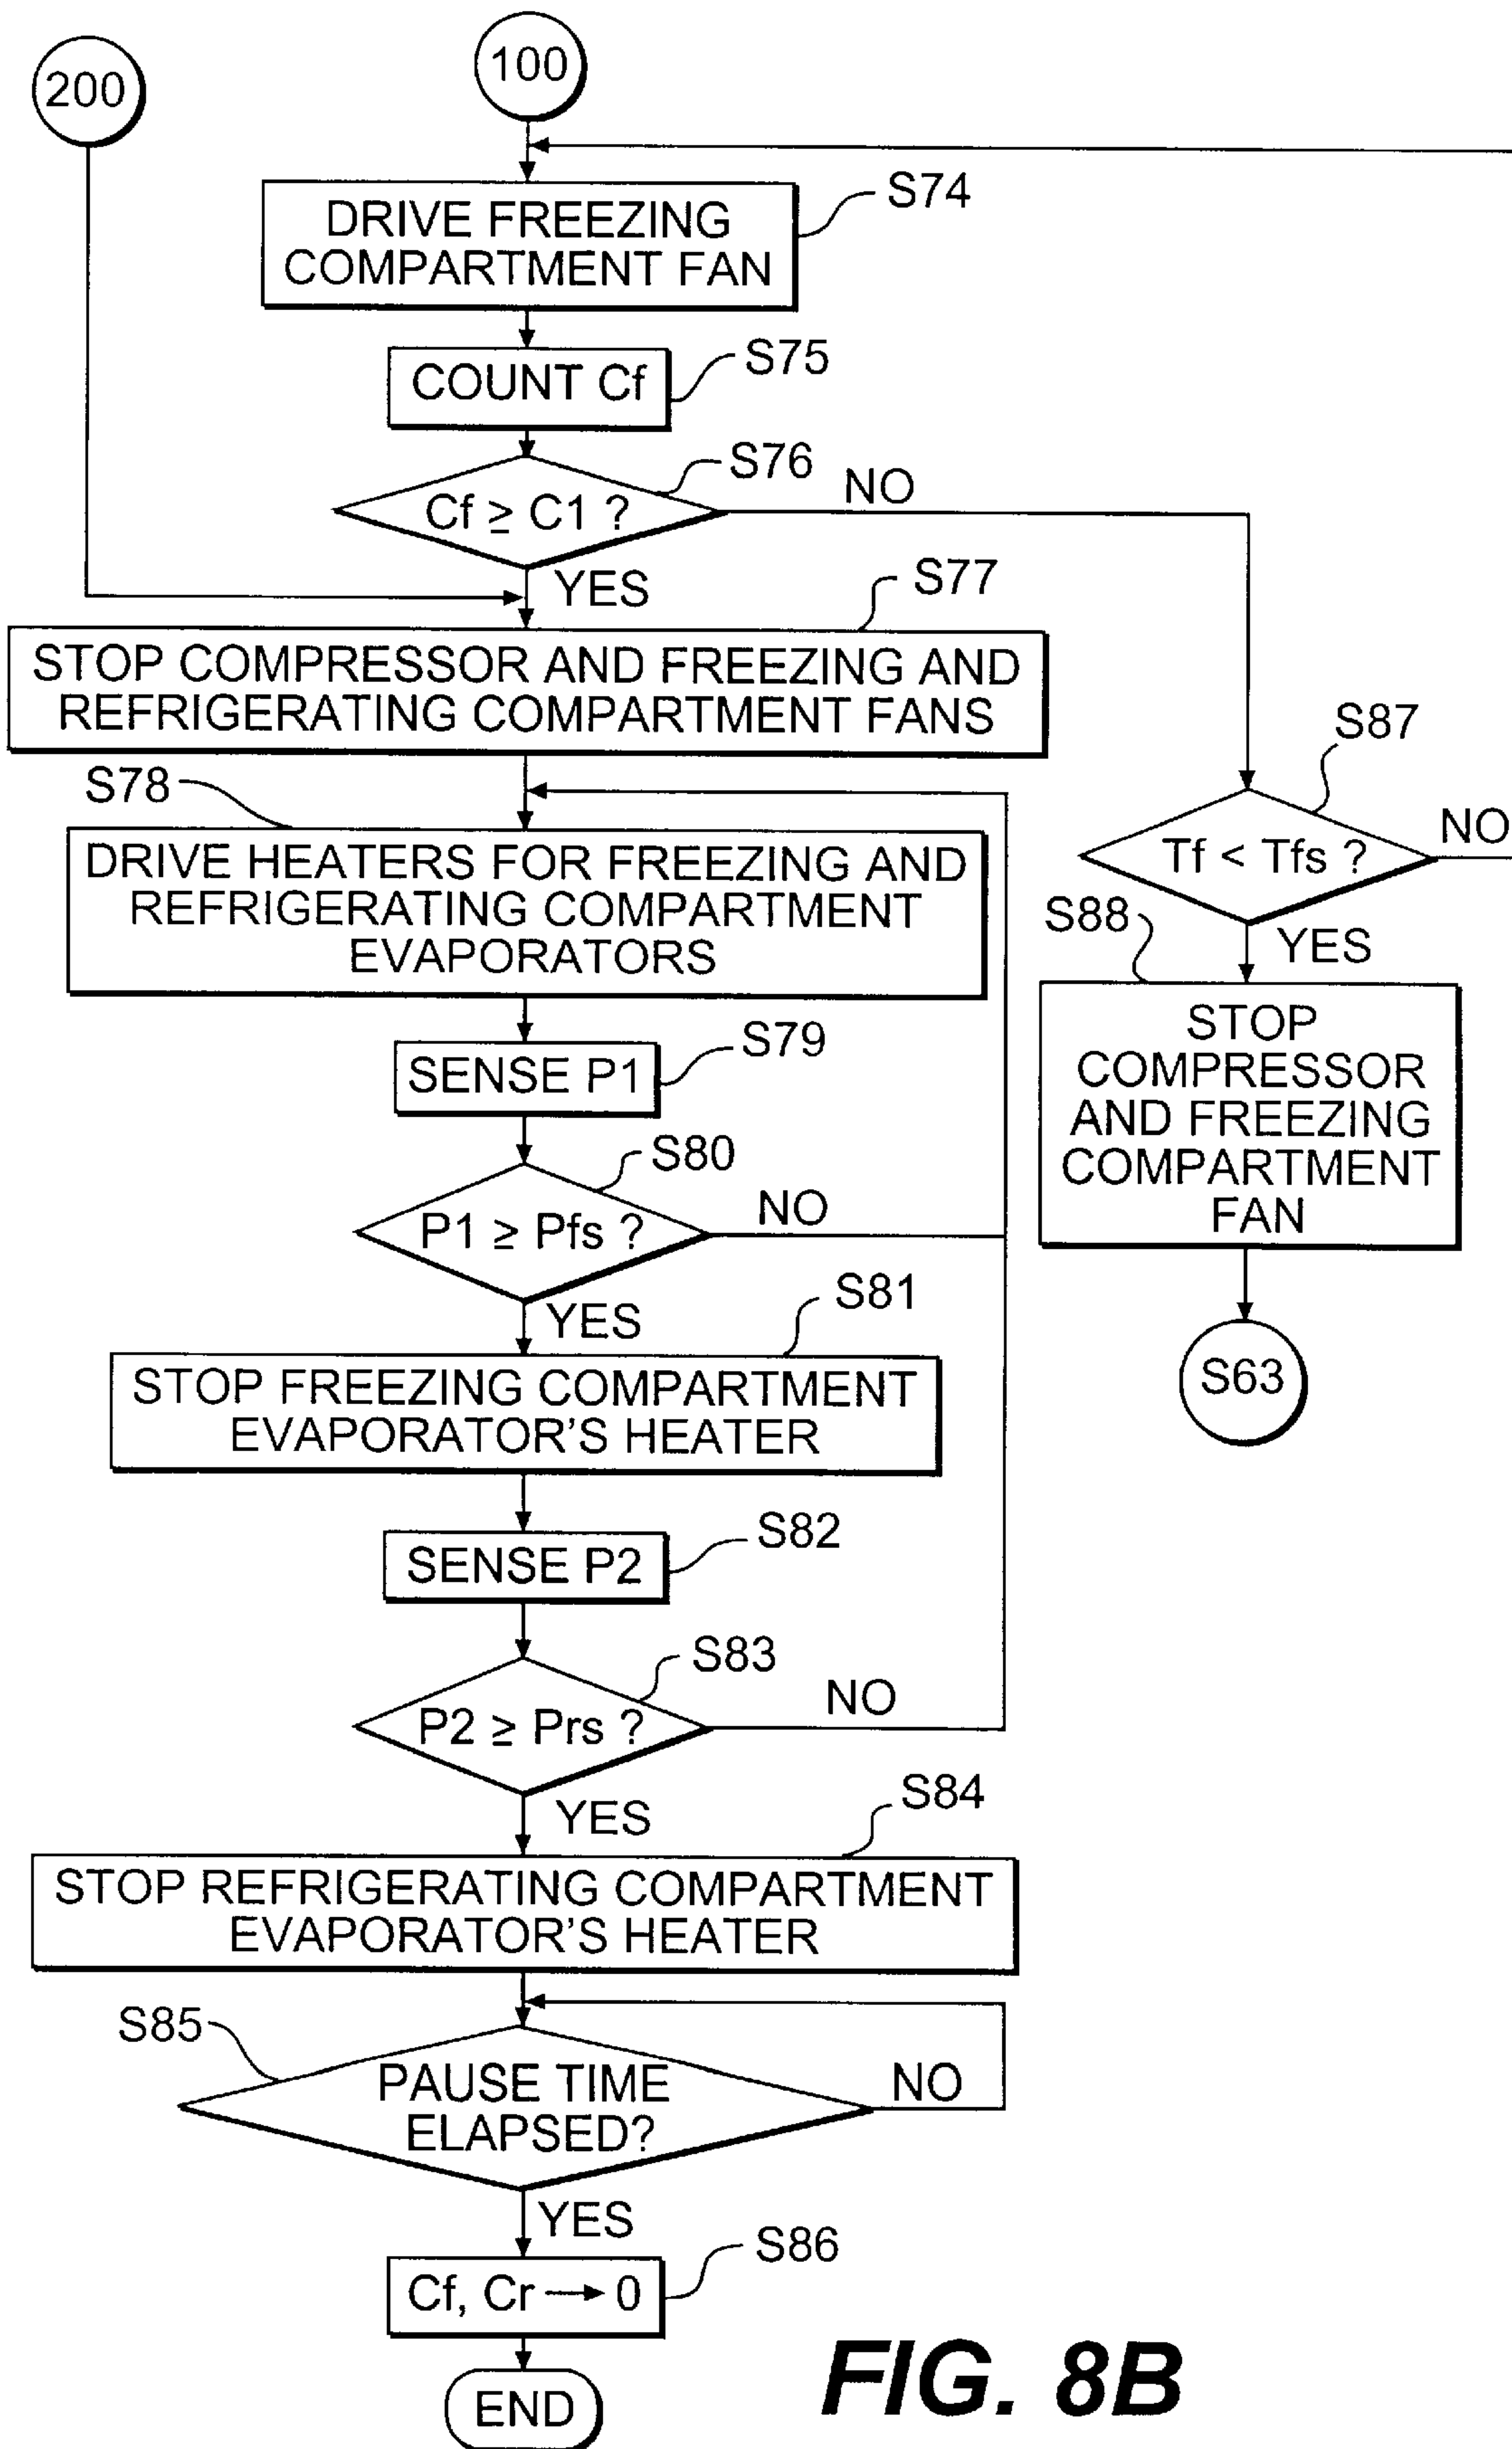 200
100
S74
DRIVE FREEZING
COMPARTMENT FAN
S75
COUNT Cf
S76
Cf ≥ C1 ?
NO
YES
S77
STOP COMPRESSOR AND FREEZING AND
REFRIGERATING COMPARTMENT FANS
S78
DRIVE HEATERS FOR FREEZING AND
REFRIGERATING COMPARTMENT
EVAPORATORS
S79
SENSE P1
S80
P1 ≥ Pfs ?
NO
YES
S81
STOP FREEZING COMPARTMENT
EVAPORATOR'S HEATER
S82
SENSE P2
S83
P2 ≥ Prs ?
NO
YES
S84
STOP REFRIGERATING COMPARTMENT
EVAPORATOR'S HEATER
S85
PAUSE TIME
ELAPSED?
NO
YES
S86
Cf, Cr → 0
END
S87
Tf < Tfs ?
NO
YES
S88
STOP
COMPRESSOR
AND FREEZING
COMPARTMENT
FAN
S63
FIG. 8B